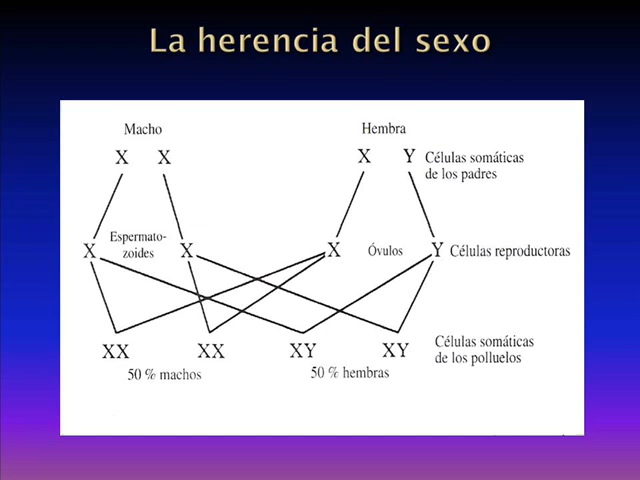 La herencia del sexo
Macho
Hembra
X X
X Y
Células somáticas
de los padres
X
Espermato-
zoides
X
X
Óvulos
Y
Células reproductoras
XX
XX
XY
XY
Células somáticas
de los polluelos
50 % machos
50 % hembras